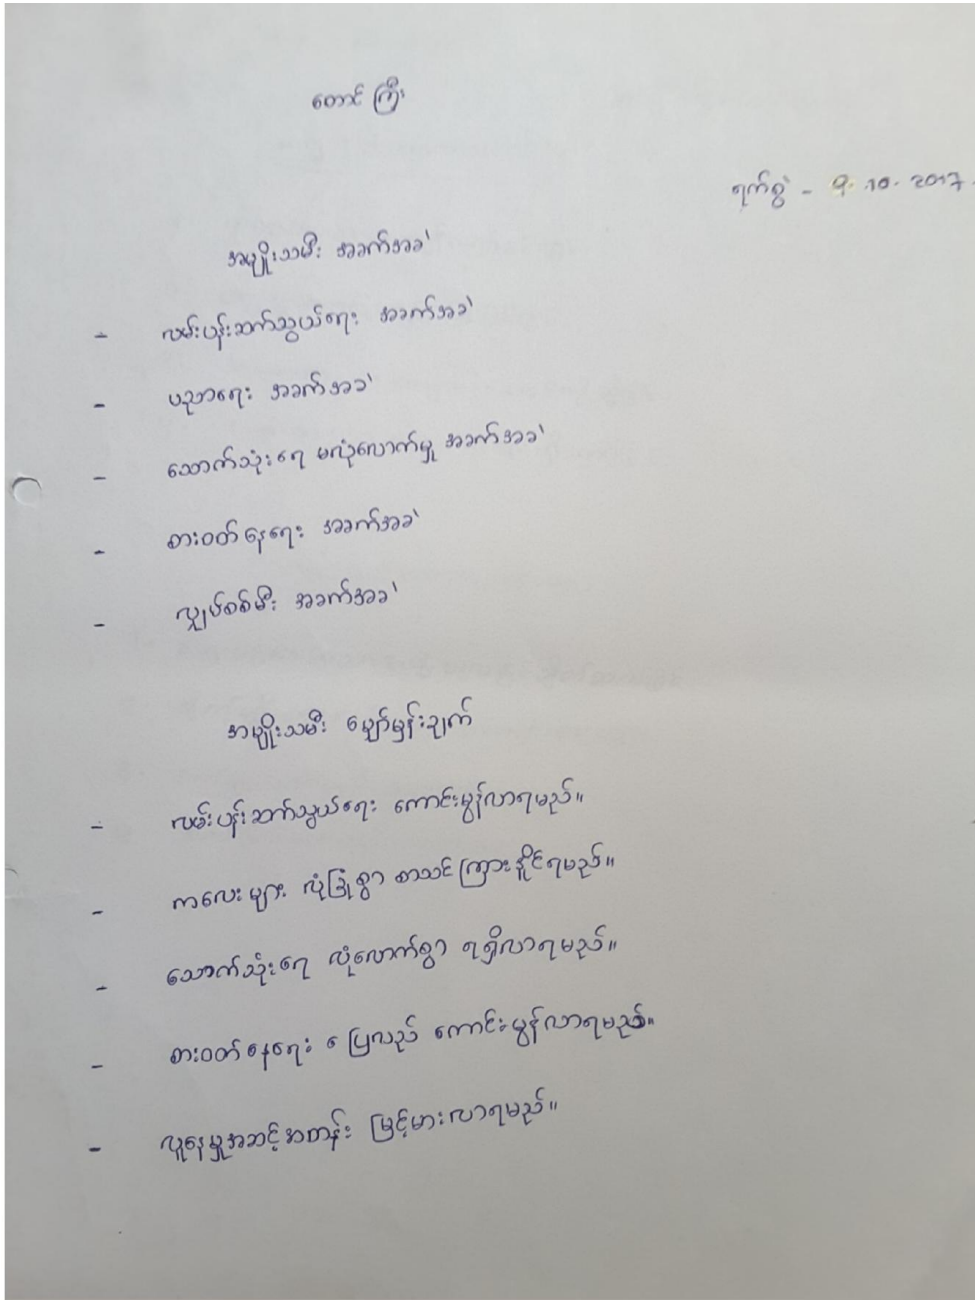 တောင်ကြီး
ရက်စွဲ - 9.10.2017.
အမျိုးသမီး အခက်အခဲ
- လမ်းပန်းဆက်သွယ်ရေး အခက်အခဲ
- ပညာရေး အခက်အခဲ
- သောက်သုံးရေ မလုံလောက်မှု အခက်အခဲ
- စားဝတ်နေရေး အခက်အခဲ
- လျှပ်စစ်မီး အခက်အခဲ
အမျိုးသမီး မျှော်မှန်းချက်
- လမ်းပန်းဆက်သွယ်ရေး ကောင်းမွန်လာရမည်။
- ကလေးများ လုံခြုံစွာ စာသင်ကြားနိုင်ရမည်။
- သောက်သုံးရေ လုံလောက်စွာ ရရှိလာရမည်။
- စားဝတ်နေရေး ပြေလည် ကောင်းမွန်လာရမည်။
- လူနေမှုအဆင့်အတန်း မြင့်မားလာရမည်။